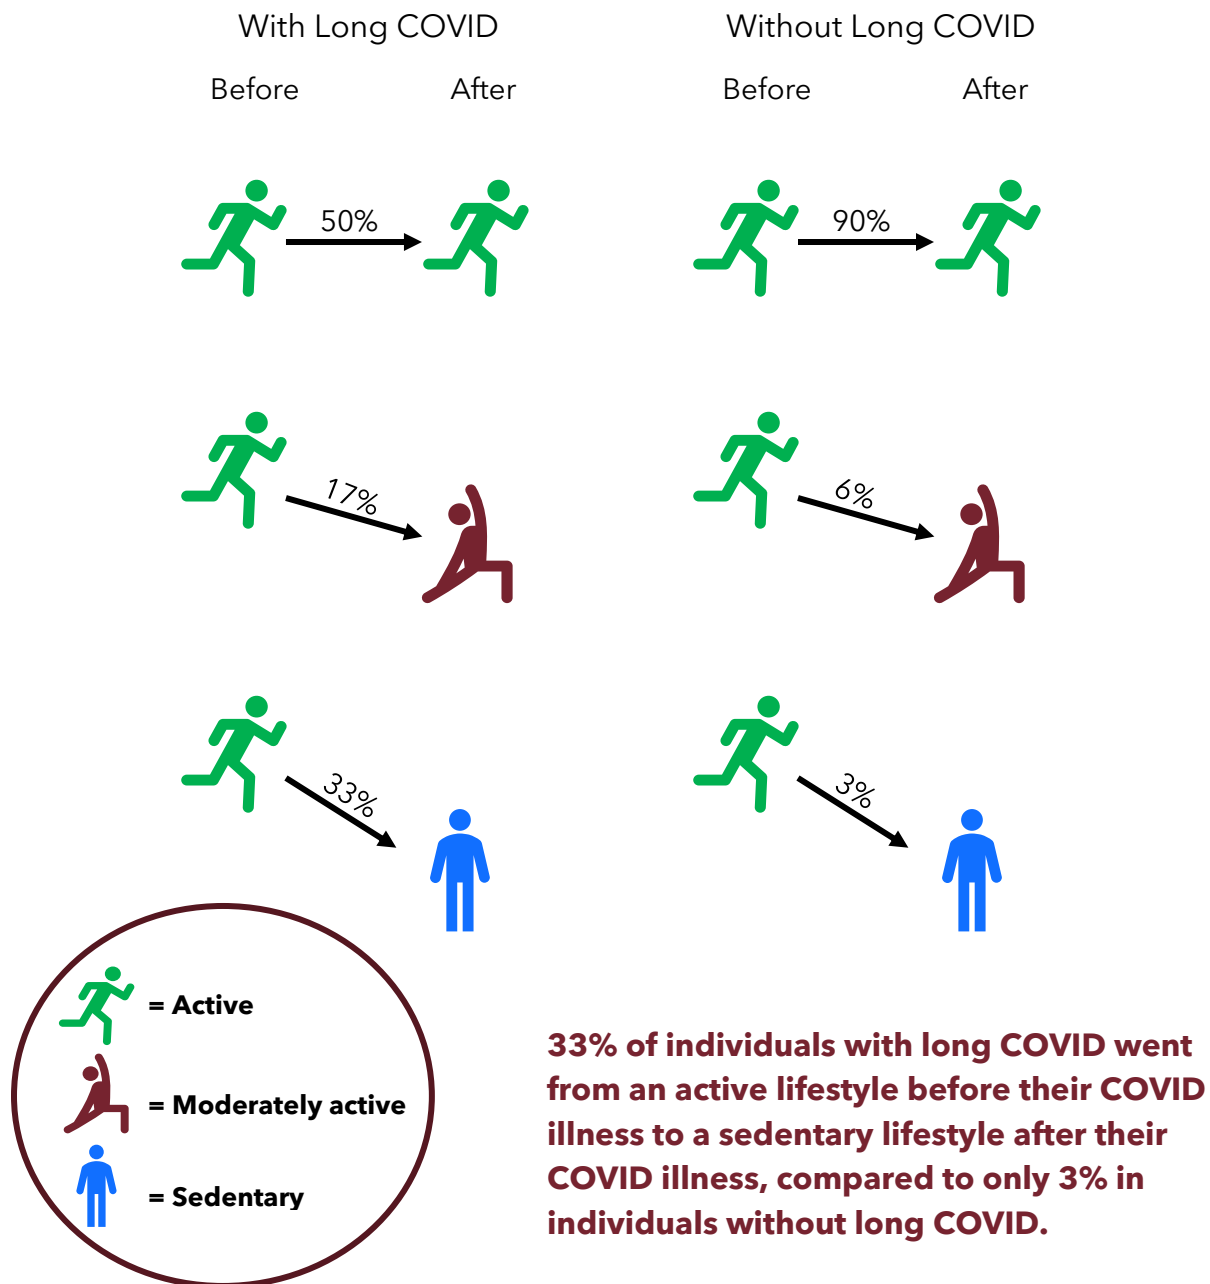 With Long COVID
Without Long COVID
Before
After
Before
After
50%
90%
17%
6%
33%
3%
= Active
= Moderately active
= Sedentary
33% of individuals with long COVID went
from an active lifestyle before their COVID
illness to a sedentary lifestyle after their
COVID illness, compared to only 3% in
individuals without long COVID.